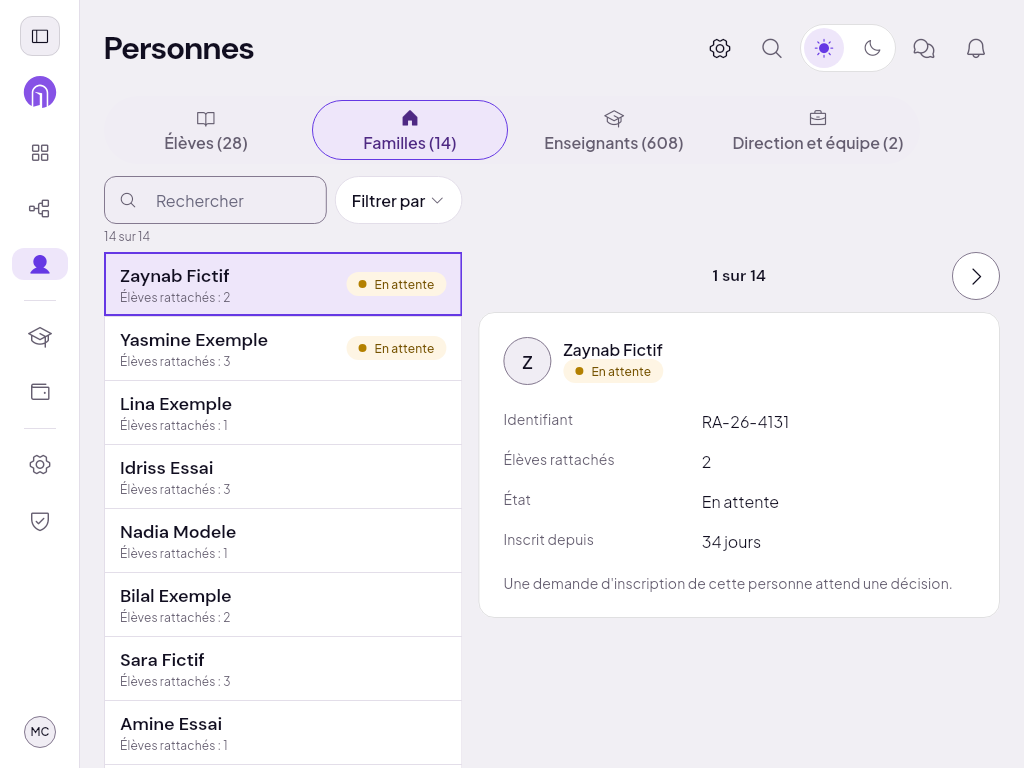 Personnes
Élèves (28)
Familles (14)
Enseignants (608)
Direction et équipe (2)
Rechercher
Filtrer par
14 sur 14
Zaynab Fictif
Élèves rattachés : 2
En attente
Yasmine Exemple
Élèves rattachés : 3
En attente
Lina Exemple
Élèves rattachés : 1
Idriss Essai
Élèves rattachés : 3
Nadia Modele
Élèves rattachés : 1
Bilal Exemple
Élèves rattachés : 2
Sara Fictif
Élèves rattachés : 3
Amine Essai
Élèves rattachés : 1
1 sur 14
Z
Zaynab Fictif
En attente
Identifiant
RA-26-4131
Élèves rattachés
2
État
En attente
Inscrit depuis
34 jours
Une demande d'inscription de cette personne attend une décision.
MC